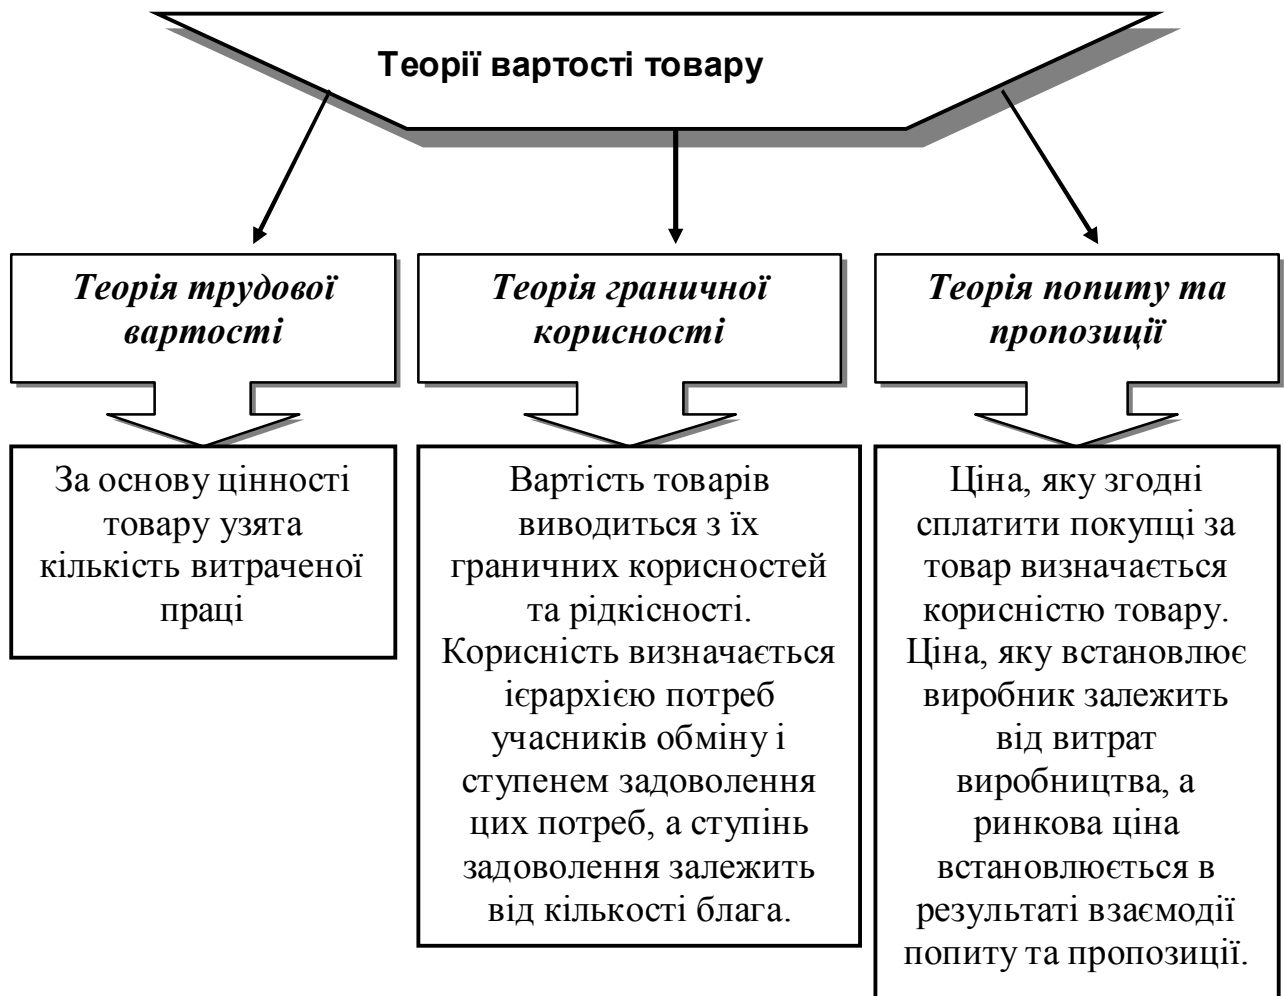 Теорії вартості товару
Теорія трудової
вартості
Теорія граничної
корисності
Теорія попиту та
пропозиції
За основу цінності
товару узята
кількість витраченої
праці
Вартість товарів
виводиться з їх
граничних корисностей
та рідкісності.
Корисність визначається
ієрархією потреб
учасників обміну і
ступенем задоволення
цих потреб, а ступінь
задоволення залежить
від кількості блага.
Ціна, яку згодні
сплатити покупці за
товар визначається
корисністю товару.
Ціна, яку встановлює
виробник залежить
від витрат
виробництва, а
ринкова ціна
встановлюється в
результаті взаємодії
попиту та пропозиції.